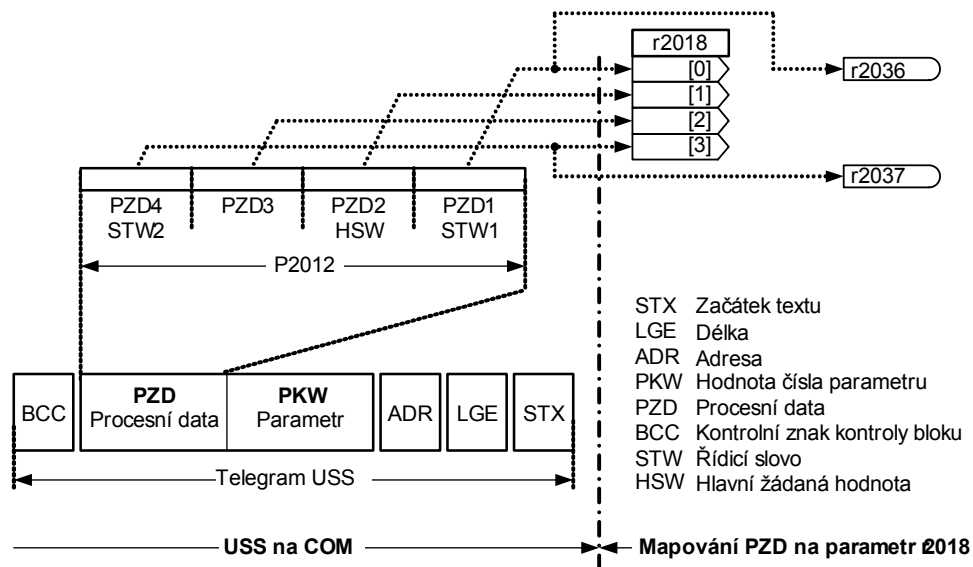 r2018
[0]
[1]
[2]
[3]
r2036
r2037
PZD4 PZD3 PZD2 PZD1
STW2 HSW STW1
P2012
BCC PZD PKW ADR LGE STX
Procesní data Parametr
Telegram USS
STX Začátek textu
LGE Délka
ADR Adresa
PKW Hodnota čísla parametru
PZD Procesní data
BCC Kontrolní znak kontroly bloku
STW Řídicí slovo
HSW Hlavní žádaná hodnota
USS na COM
Mapování PZD na parametr r2018